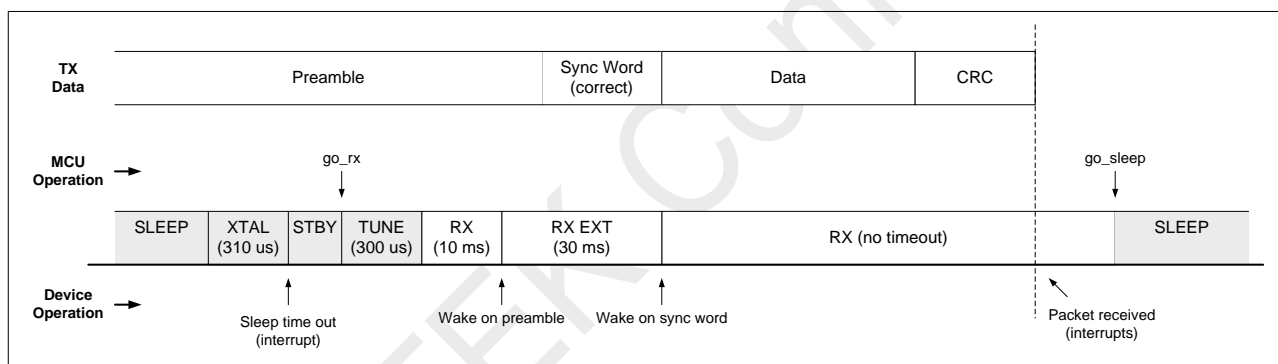 TX
Data
Preamble
Sync Word
(correct)
Data
CRC
MCU
Operation
go_rx
go_sleep
SLEEP
XTAL
(310 us)
STBY
TUNE
(300 us)
RX
(10 ms)
RX EXT
(30 ms)
RX (no timeout)
SLEEP
Device
Operation
Sleep time out
(interrupt)
Wake on preamble
Wake on sync word
Packet received
(interrupts)